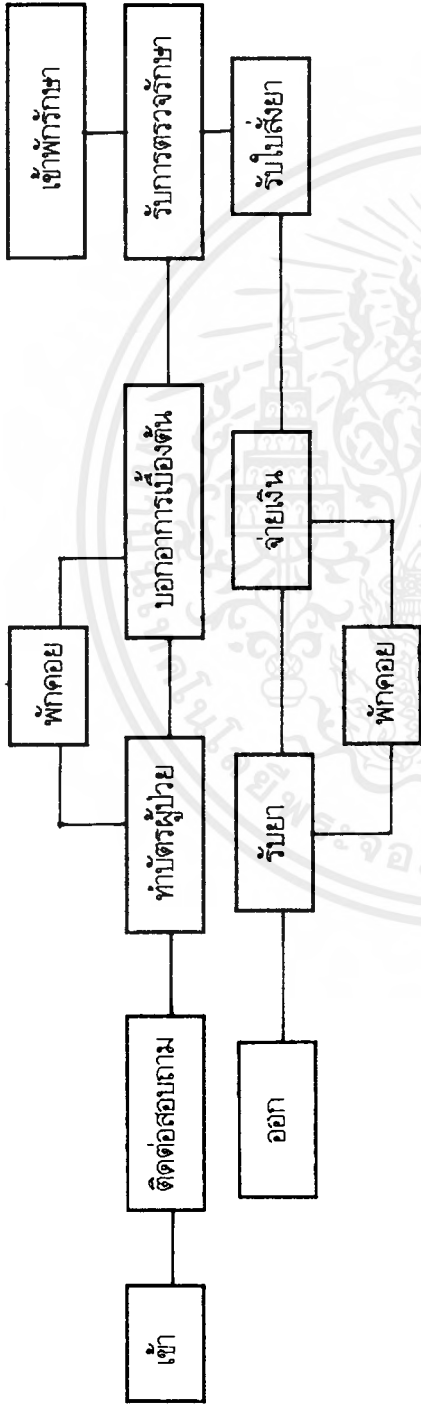 เข้า
ติดต่อสอบถาม
ทำบัตรผู้ป่วย
พักคอย
บอกอาการเบื้องต้น
รับการตรวจรักษา
เข้าพักรักษา
รับใบสั่งยา
จ่ายเงิน
พักคอย
รับยา
ออก